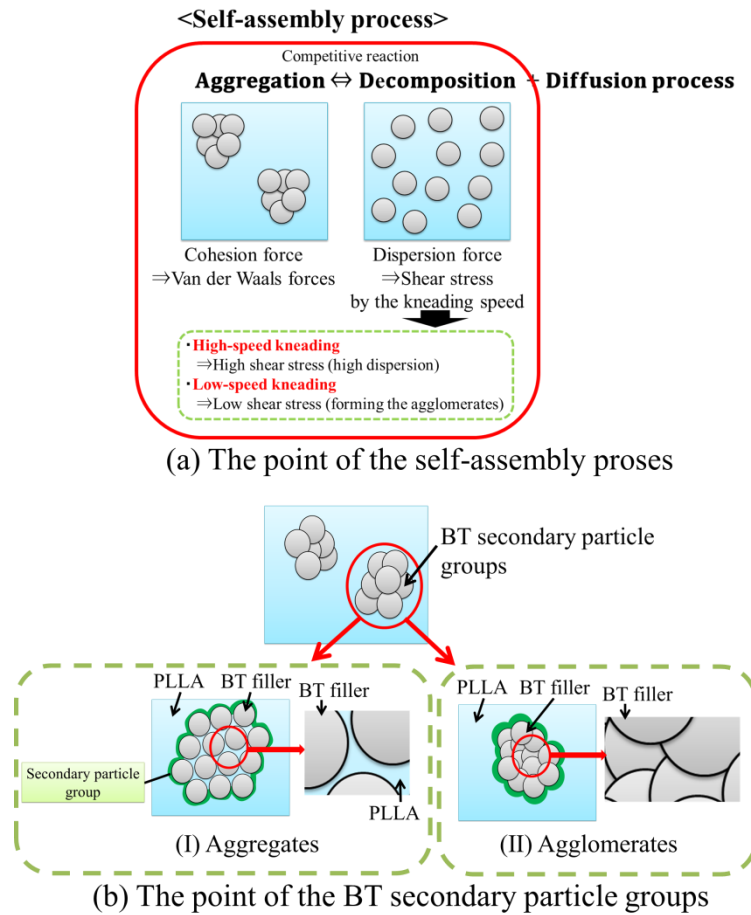 <Self-assembly process>
Competitive reaction
Aggregation ⇔ Decomposition + Diffusion process
Cohesion force
⇒Van der Waals forces
Dispersion force
⇒Shear stress
by the kneading speed
・High-speed kneading
⇒High shear stress (high dispersion)
・Low-speed kneading
⇒Low shear stress (forming the agglomerates)
(a) The point of the self-assembly proses
BT secondary particle
groups
PLLA
BT filler
BT filler
Secondary particle
group
PLLA
(I) Aggregates
PLLA
BT filler
BT filler
(II) Agglomerates
(b) The point of the BT secondary particle groups